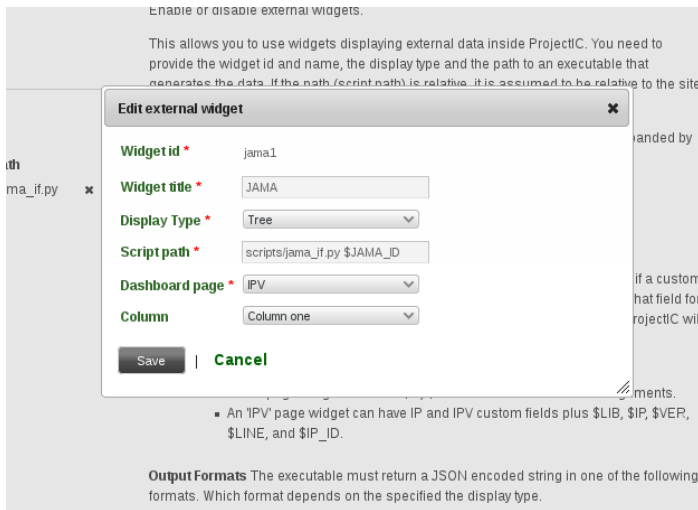 Enable or disable external widgets.
This allows you to use widgets displaying external data inside ProjectIC. You need to
provide the widget id and name, the display type and the path to an executable that
generates the data. If the path (script path) is relative, it is assumed to be relative to the site
Edit external widget
panded by
Widget id * jama1
ath
ma_if.py
Widget title * JAMA
Display Type * Tree
Script path * scripts/jama_if.py $JAMA_ID
if a custom
Dashboard page * IPV
hat field for
Column Column one
rojectIC will
Save | Cancel
ments.
▪ An 'IPV' page widget can have IP and IPV custom fields plus $LIB, $IP, $VER,
$LINE, and $IP_ID.
Output Formats The executable must return a JSON encoded string in one of the following
formats. Which format depends on the specified the display type.